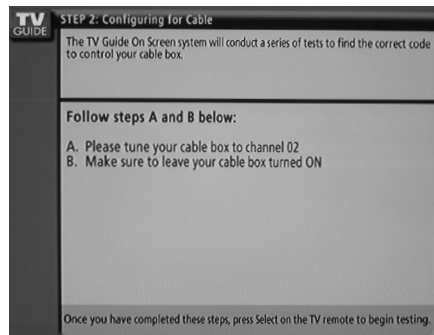 TV
GUIDE
STEP 2: Configuring for Cable
The TV Guide On Screen system will conduct a series of tests to find the correct code
to control your cable box.
Follow steps A and B below:
A. Please tune your cable box to channel 02
B. Make sure to leave your cable box turned ON
Once you have completed these steps, press Select on the TV remote to begin testing.